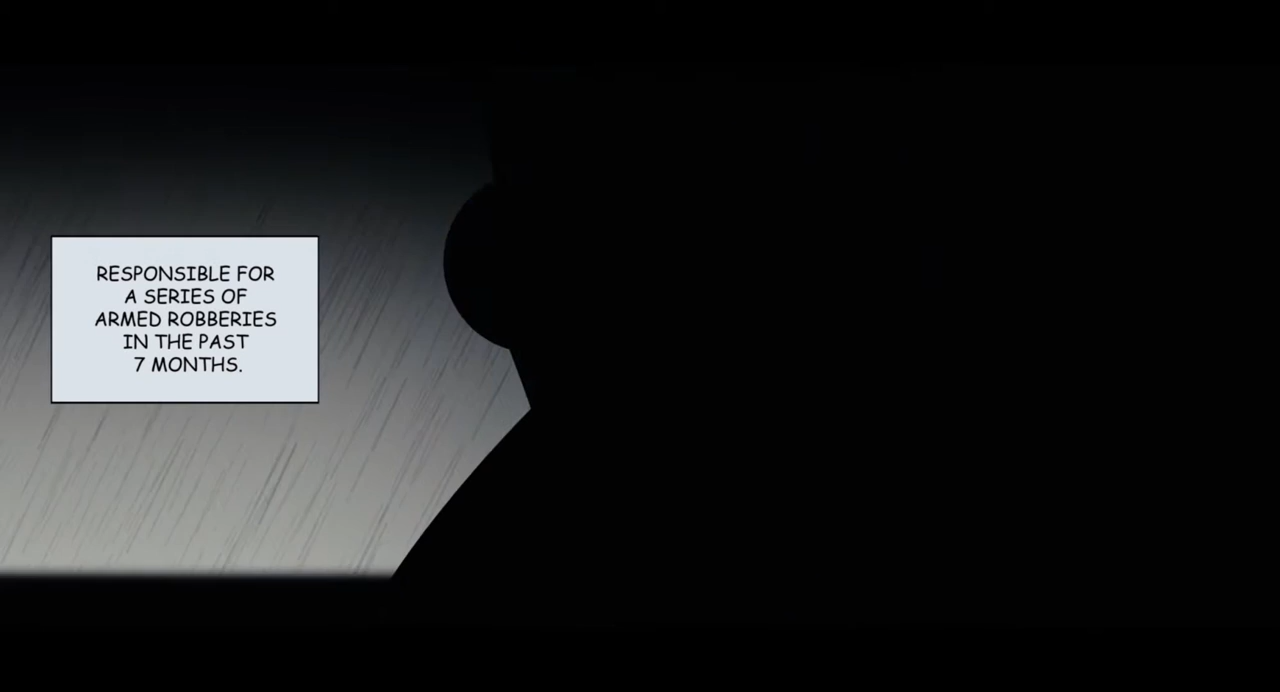 RESPONSIBLE FOR
A SERIES OF
ARMED ROBBERIES
IN THE PAST
7 MONTHS.